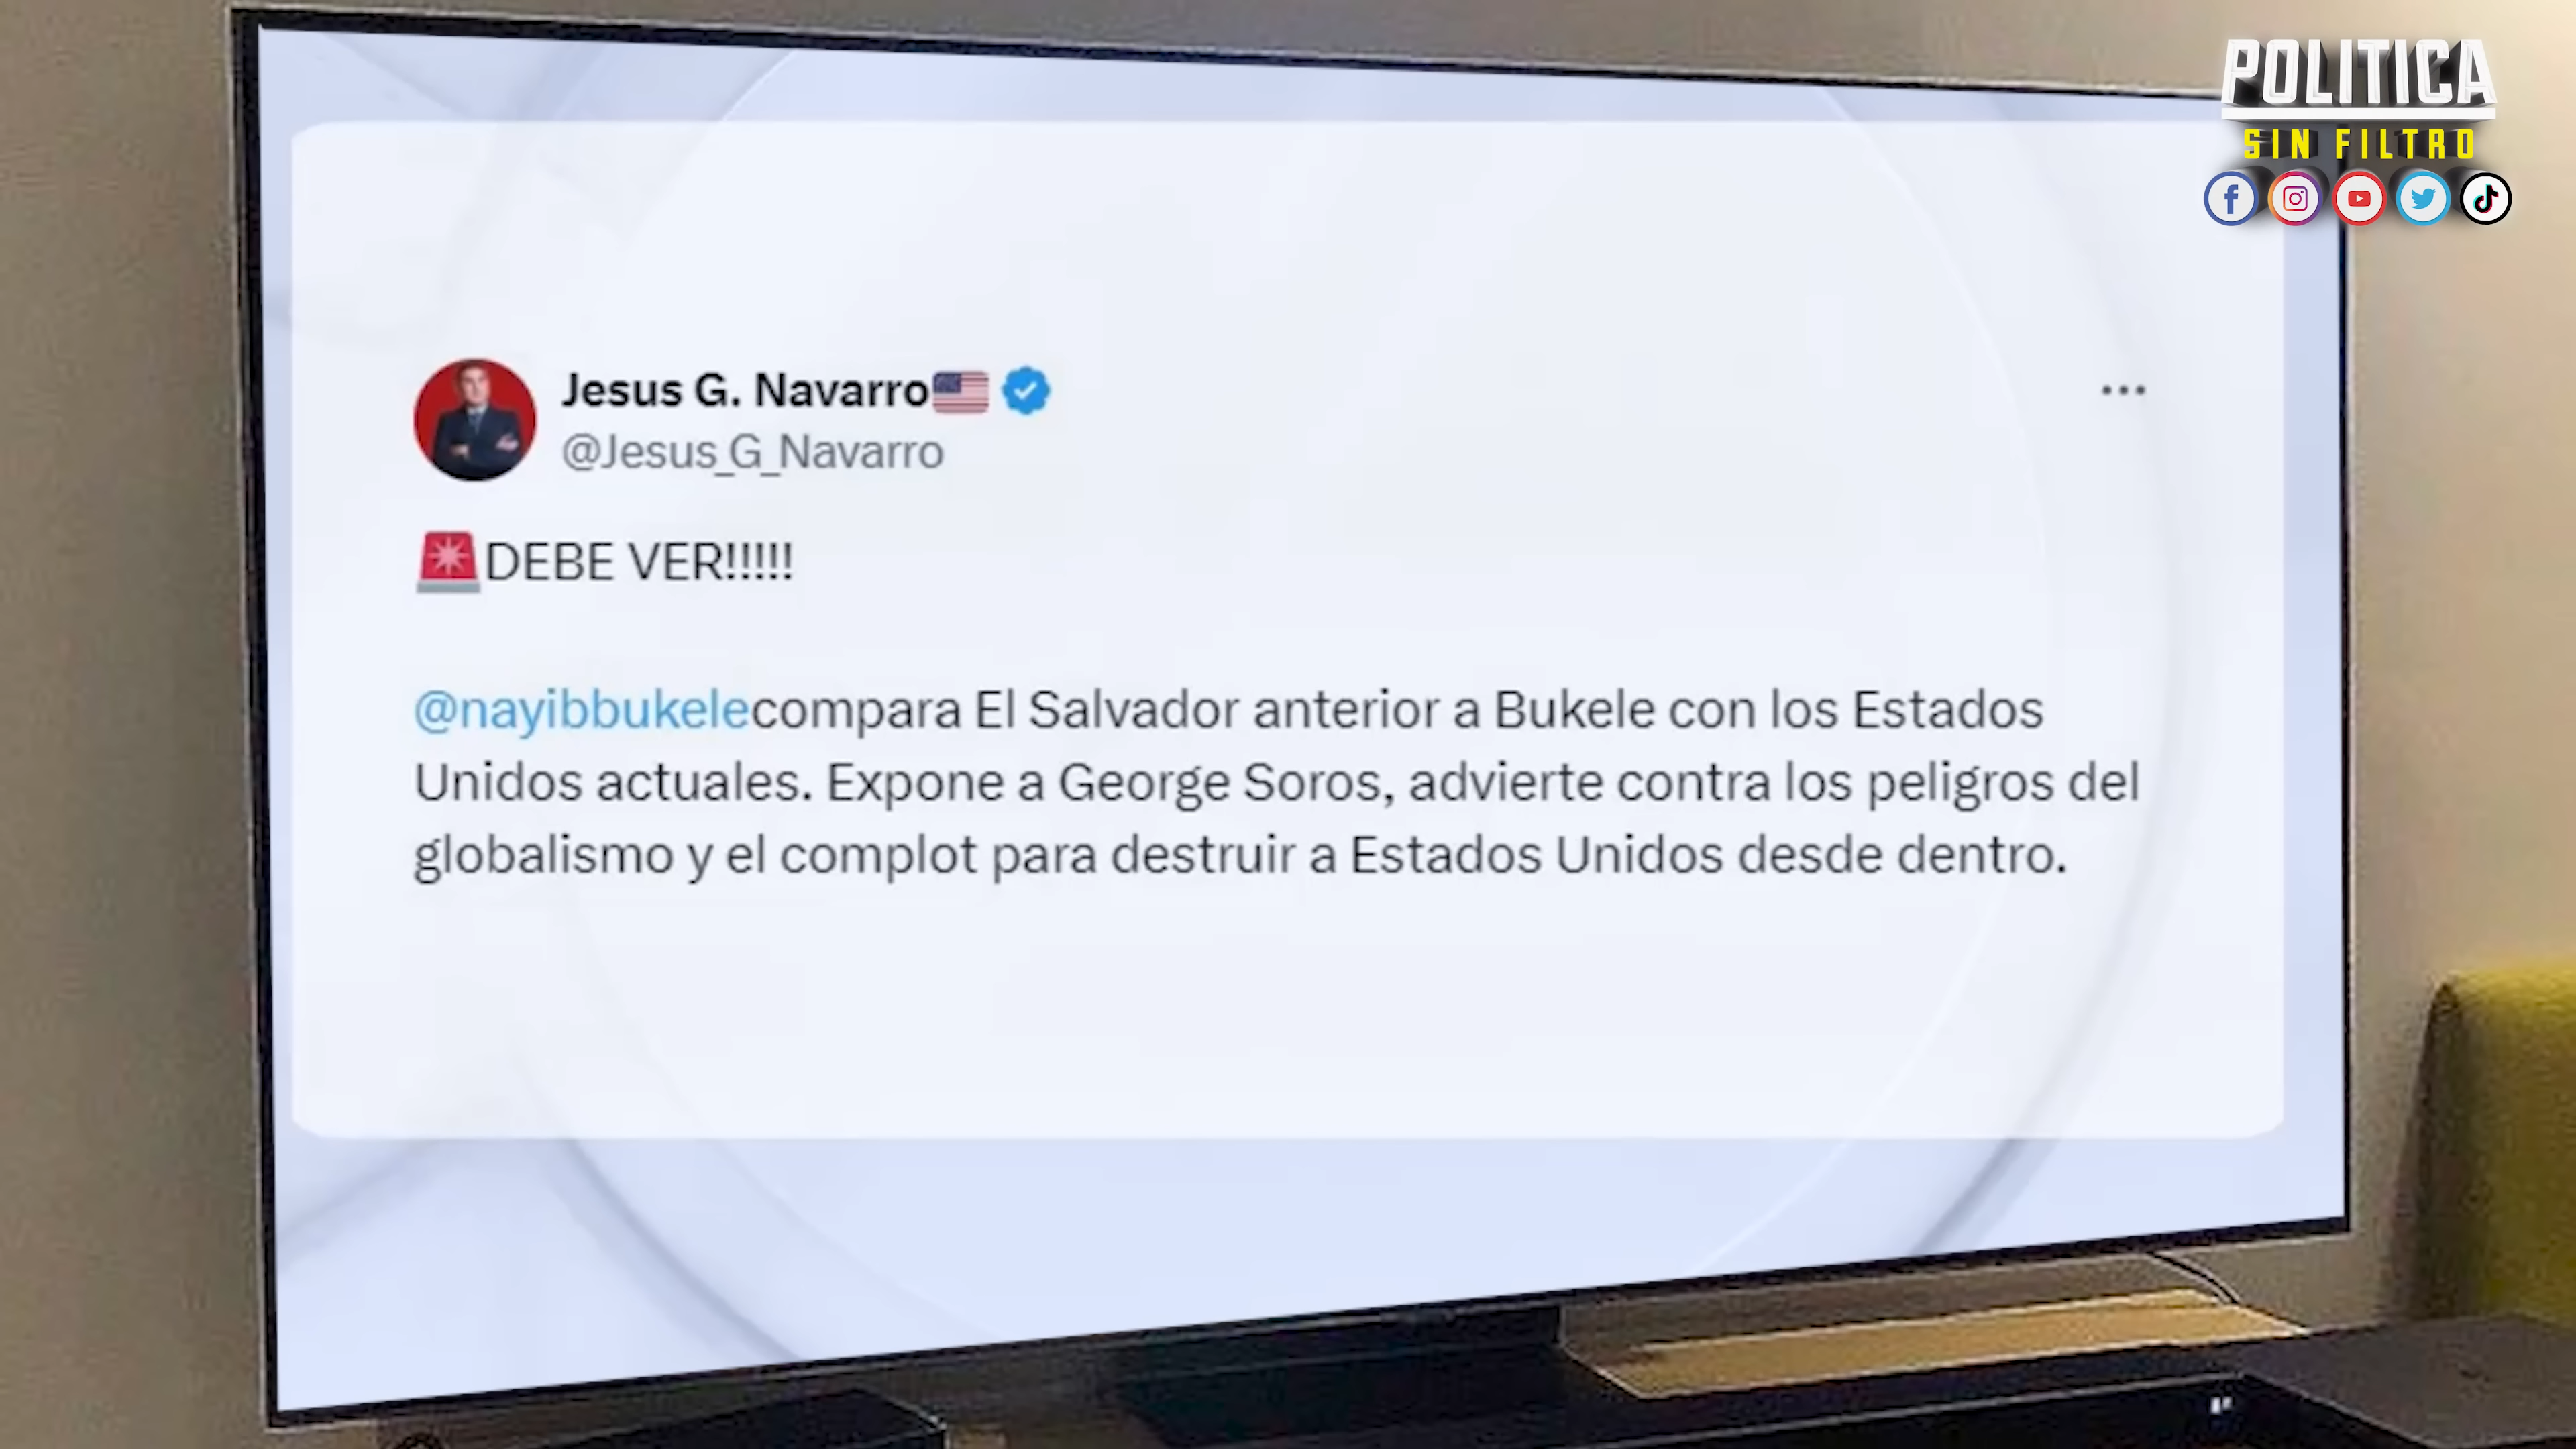 POLITICA
SIN FILTRO
Jesus G. Navarro
@Jesus_G_Navarro
DEBE VER!!!!!
@nayibbukelecompara El Salvador anterior a Bukele con los Estados
Unidos actuales. Expone a George Soros, advierte contra los peligros del
globalismo y el complot para destruir a Estados Unidos desde dentro.